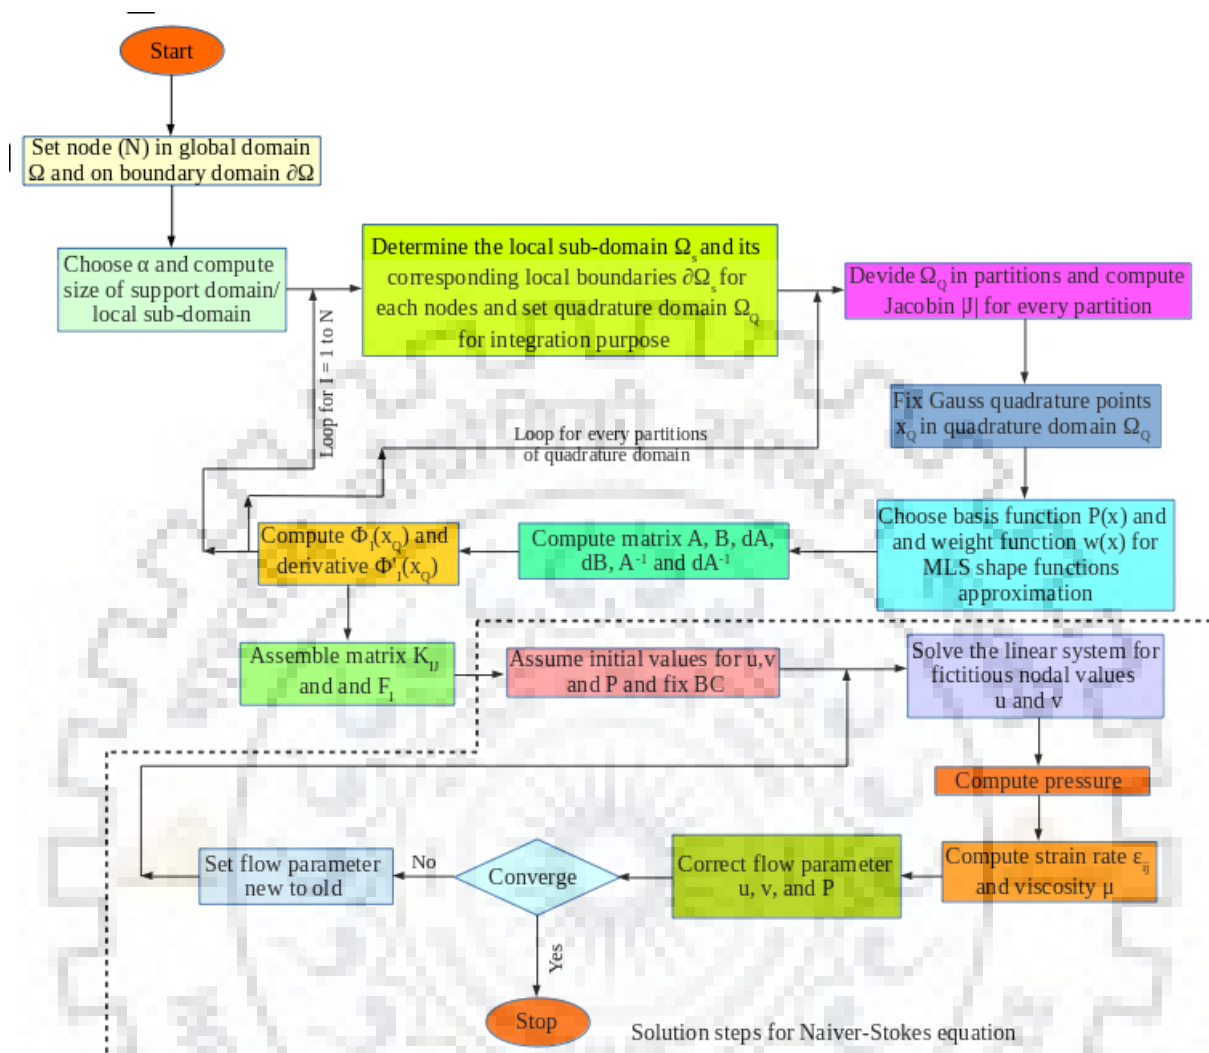 Start
Set node (N) in global domain
Ω and on boundary domain ∂Ω
Choose α and compute
size of support domain/
local sub-domain
Loop for I = 1 to N
Determine the local sub-domain Ωs and its
corresponding local boundaries ∂Ωs for
each nodes and set quadrature domain ΩQ
for integration purpose
Devide ΩQ in partitions and compute
Jacobin |J| for every partition
Fix Gauss quadrature points
xQ in quadrature domain ΩQ
Loop for every partitions
of quadrature domain
Choose basis function P(x) and
and weight function w(x) for
MLS shape functions
approximation
Compute matrix A, B, dA,
dB, A⁻¹ and dA⁻¹
Compute ΦI(xQ) and
derivative Φ'I(xQ)
Assemble matrix KIJ
and and FI
Assume initial values for u,v
and P and fix BC
Solve the linear system for
fictitious nodal values
u and v
Compute pressure
Compute strain rate εij
and viscosity μ
Correct flow parameter
u, v, and P
Converge
No
Set flow parameter
new to old
Yes
Stop
Solution steps for Naiver-Stokes equation